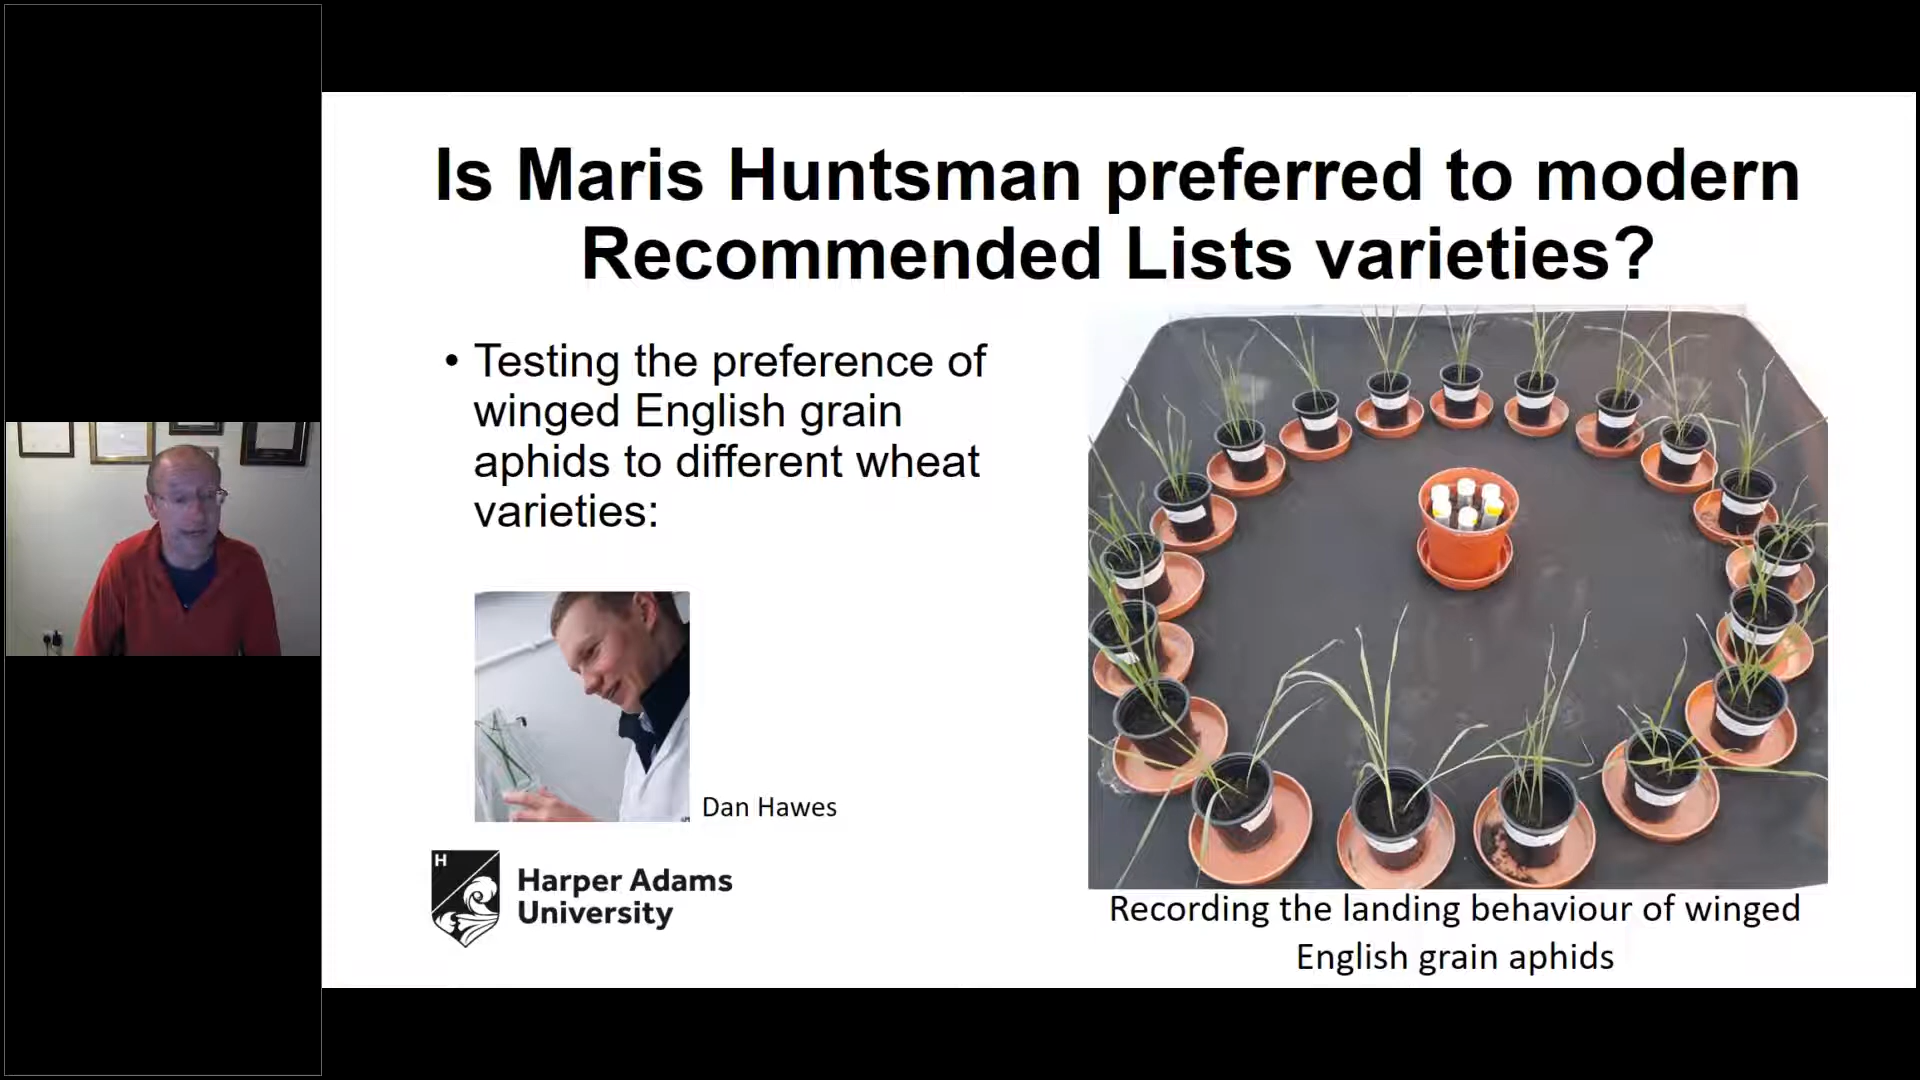 Is Maris Huntsman preferred to modern
Recommended Lists varieties?
• Testing the preference of
winged English grain
aphids to different wheat
varieties:
Dan Hawes
H
Harper Adams
University
Recording the landing behaviour of winged
English grain aphids